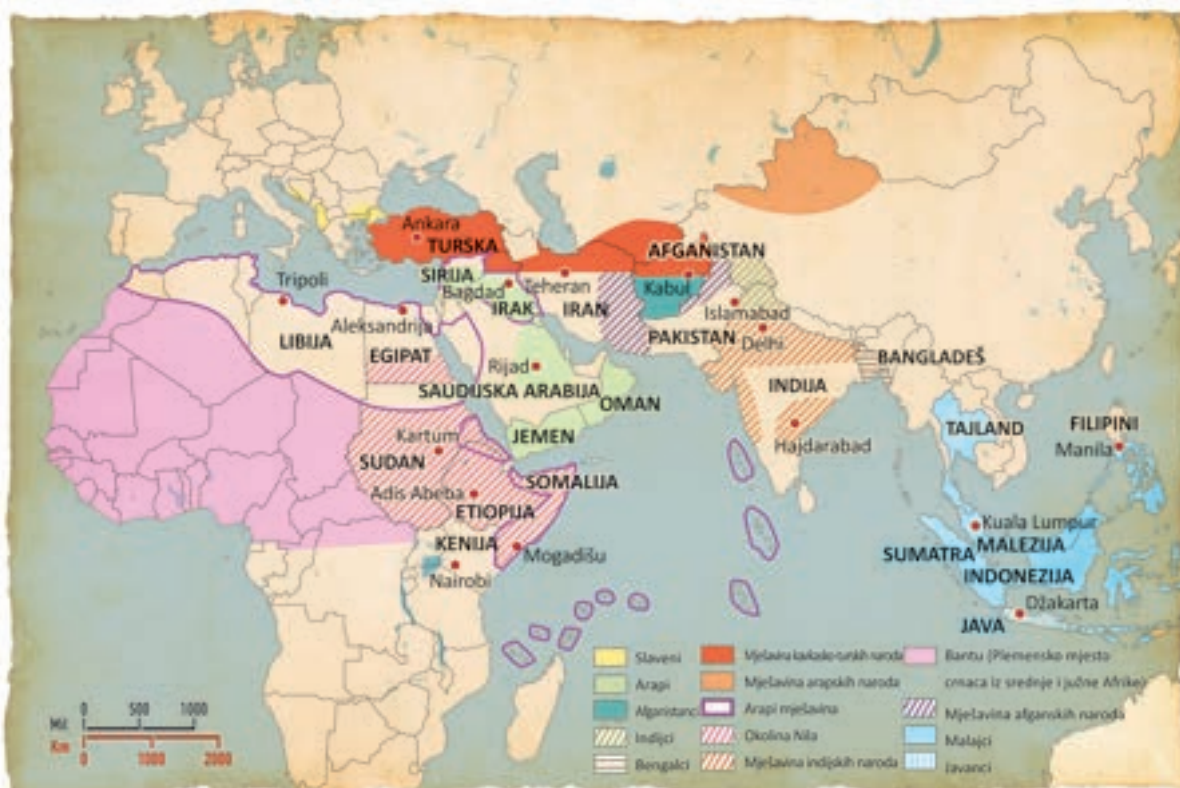 Ankara
TURSKA
AFGANISTAN
Tripoli
SIRIJA
Bagdad
Teheran
Kabul
IRAK
IRAN
Islamabad
Aleksandrija
LIBIJA
EGIPAT
PAKISTAN
Delhi
BANGLADEŠ
Rijad
SAUDIJSKA ARABIJA
OMAN
INDIJA
Kartum
JEMEN
TAJLAND
FILIPINI
SUDAN
Hajdarabad
Manila
Adis Abeba
SOMALIJA
ETIOPIJA
KENIJA
Mogadišu
Kuala Lumpur
SUMATRA
MALEZIJA
Nairobi
INDONEZIJA
Džakarta
JAVA
Slaveni
Arapi
Afganistanci
Indijci
Bengalci
Mješavina kavkasko-turskih naroda
Mješavina arapskih naroda
Arapi mješavina
Okolina Nila
Mješavina indijskih naroda
Bantu (Plemensko mjesto
crnaca iz srednje i južne Afrike)
Mješavina afganskih naroda
Malajci
Javanci
Mil. 0 500 1000
Km 0 1000 2000